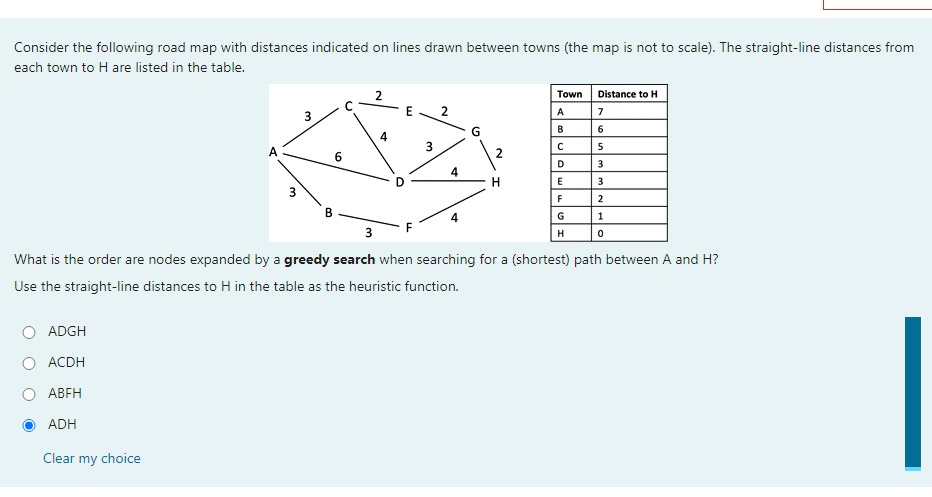 Consider the following road map with distances indicated on lines drawn between towns (the map is not to scale). The straight-line distances from
each town to H are listed in the table.
2
C
E
2
3
G
4
3
A
6
2
4
D
H
3
B
4
F
3
Town Distance to H
A 7
B 6
C 5
D 3
E 3
F 2
G 1
H 0
What is the order are nodes expanded by a greedy search when searching for a (shortest) path between A and H?
Use the straight-line distances to H in the table as the heuristic function.
ADGH
ACDH
ABFH
ADH
Clear my choice